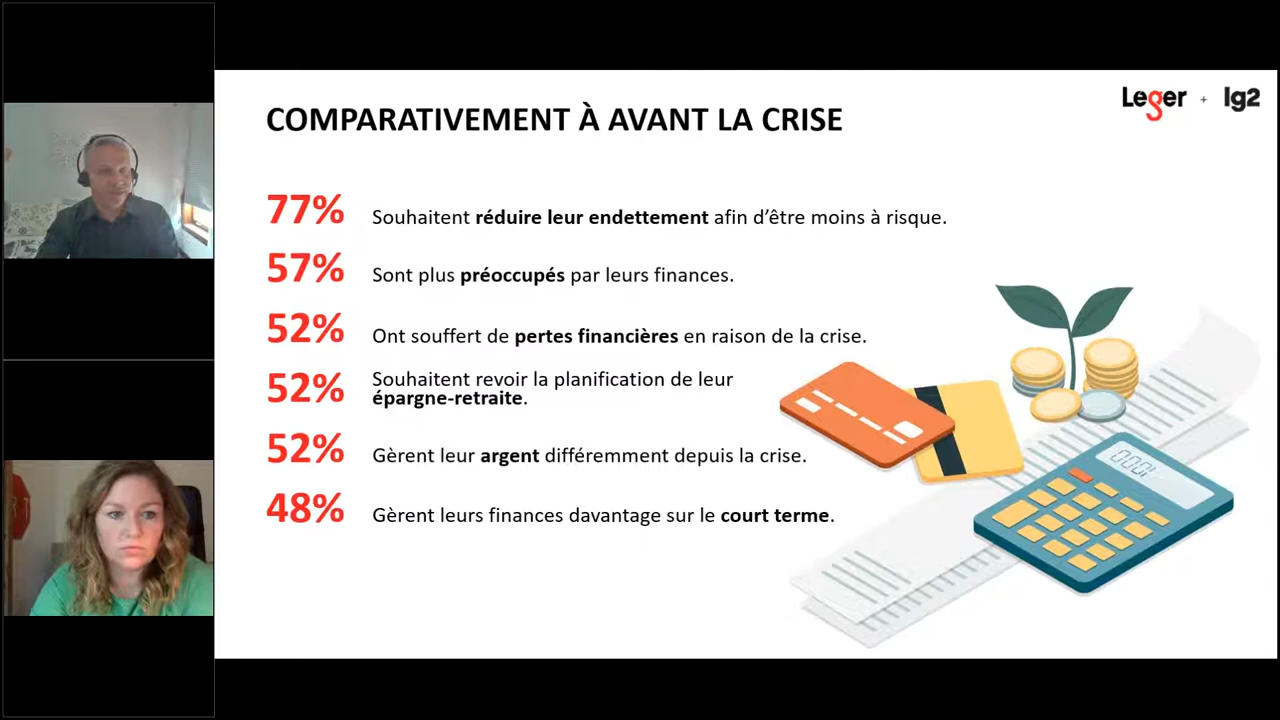 COMPARATIVEMENT À AVANT LA CRISE
Leger + lg2
77% Souhaitent réduire leur endettement afin d’être moins à risque.
57% Sont plus préoccupés par leurs finances.
52% Ont souffert de pertes financières en raison de la crise.
52% Souhaitent revoir la planification de leur
épargne-retraite.
52% Gèrent leur argent différemment depuis la crise.
48% Gèrent leurs finances davantage sur le court terme.